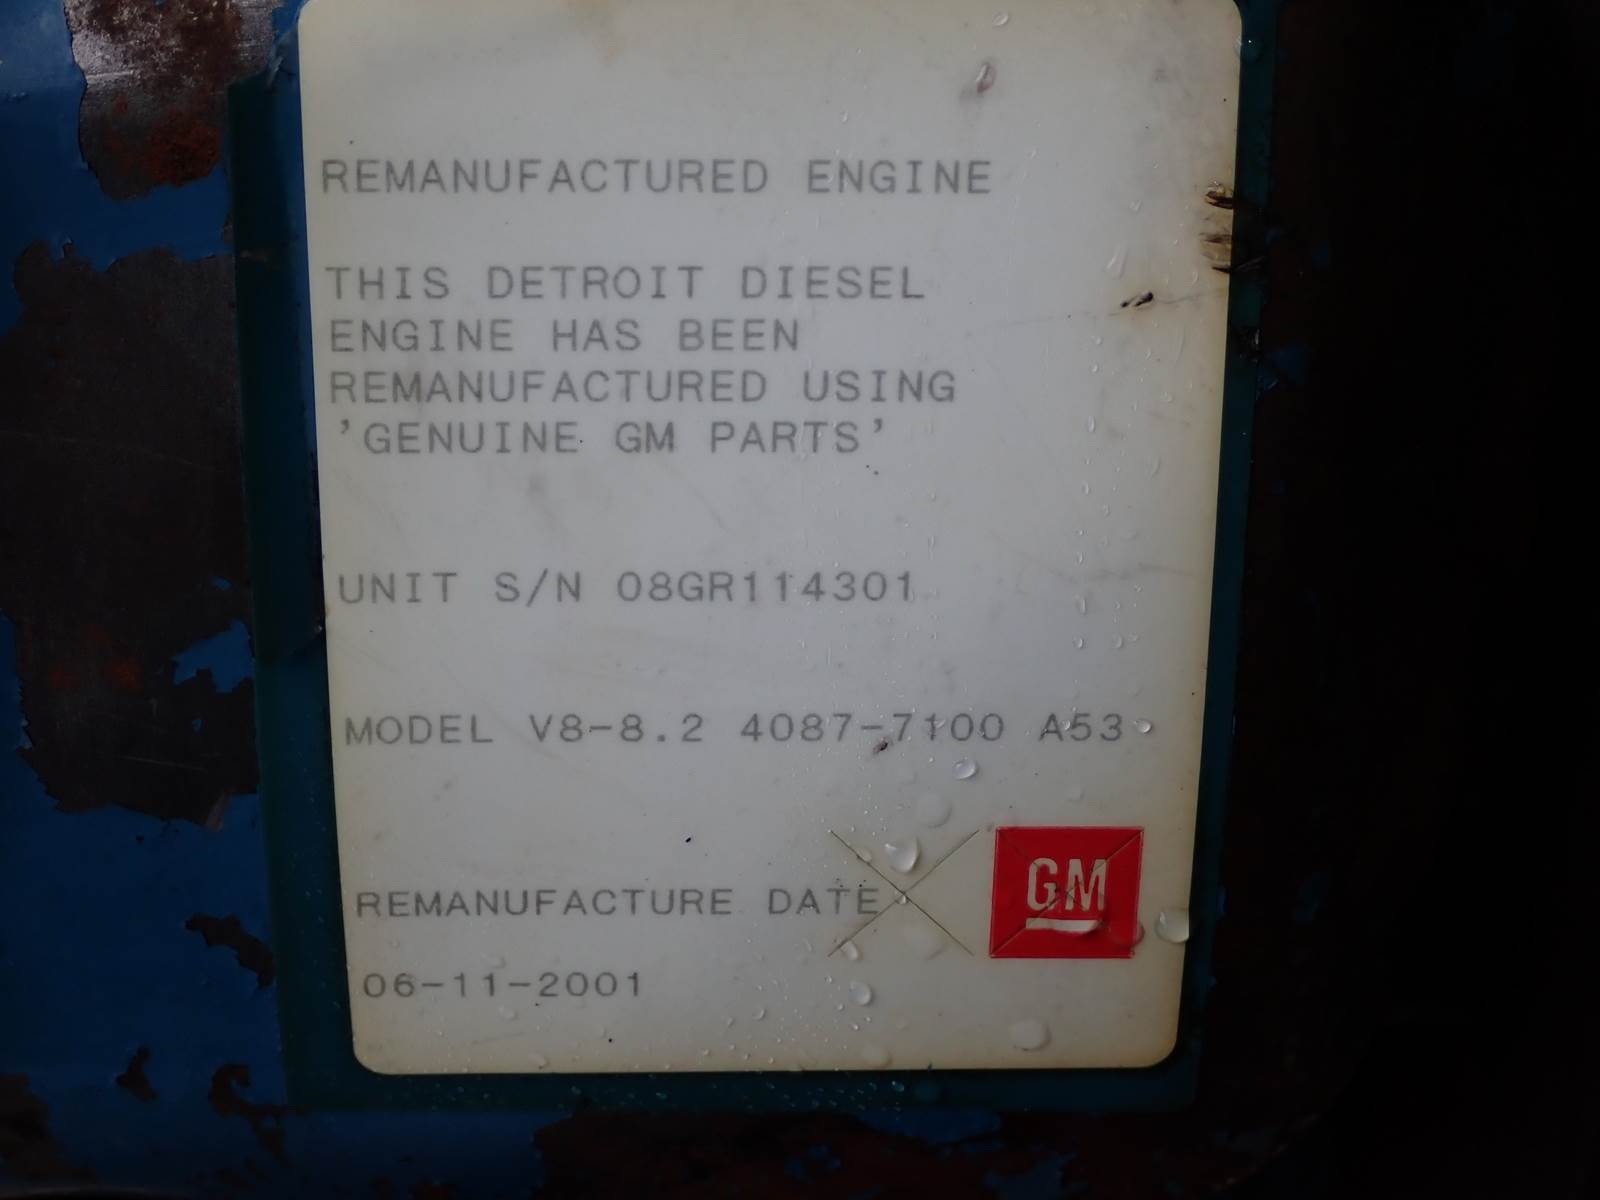 REMANUFACTURED ENGINE
THIS DETROIT DIESEL
ENGINE HAS BEEN
REMANUFACTURED USING
'GENUINE GM PARTS'
UNIT S/N 08GR114301
MODEL V8-8.2 4087-7100 A53
REMANUFACTURE DATE
GM
06-11-2001